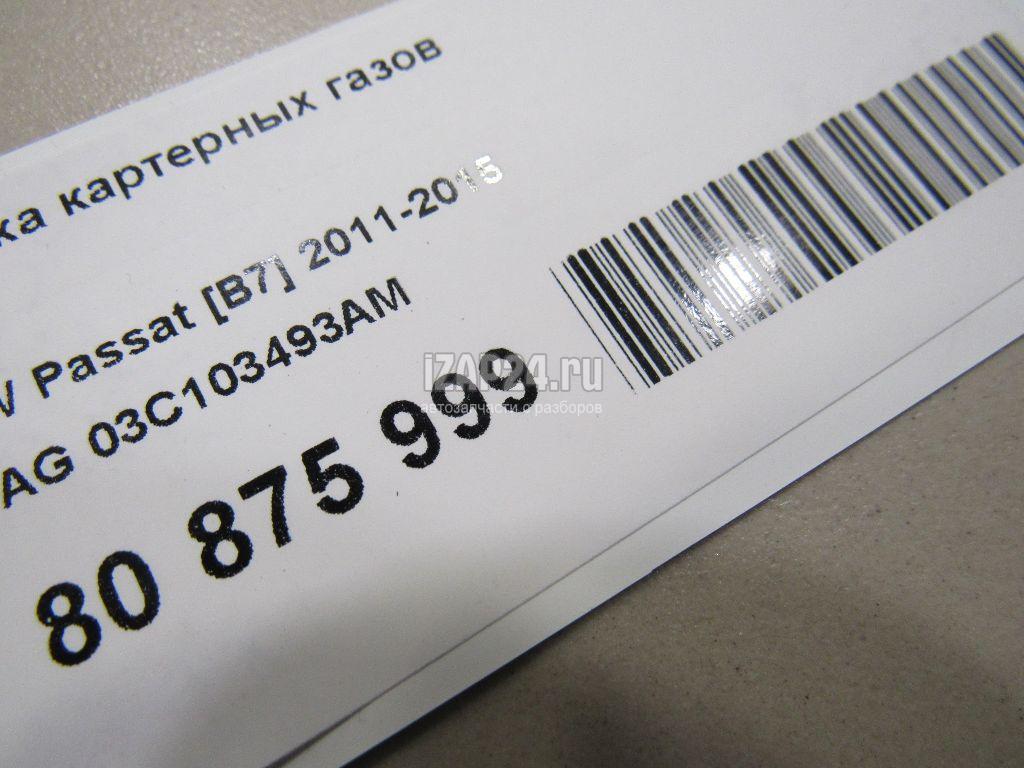 ка картерных газов
V Passat [B7] 2011-2015
AG 03C103493AM
80 875 999
iZAP24.ru
автозапчасти с разборов